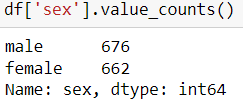 df['sex'].value_counts()
male      676
female    662
Name: sex, dtype: int64